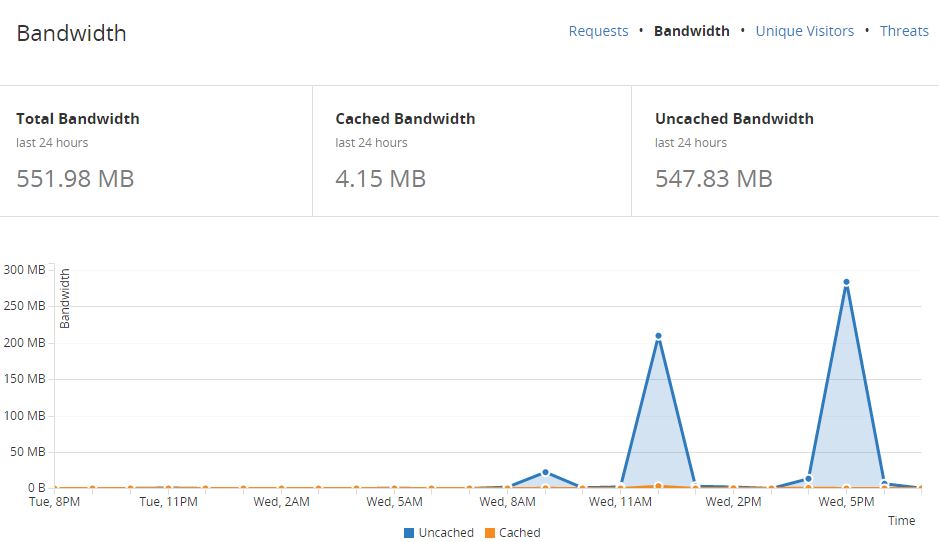 Bandwidth
Requests • Bandwidth • Unique Visitors • Threats
Total Bandwidth
last 24 hours
551.98 MB
Cached Bandwidth
last 24 hours
4.15 MB
Uncached Bandwidth
last 24 hours
547.83 MB
300 MB
250 MB
200 MB
150 MB
100 MB
50 MB
0 B
Bandwidth
Tue, 8PM Tue, 11PM Wed, 2AM Wed, 5AM Wed, 8AM Wed, 11AM Wed, 2PM Wed, 5PM
Time
Uncached Cached